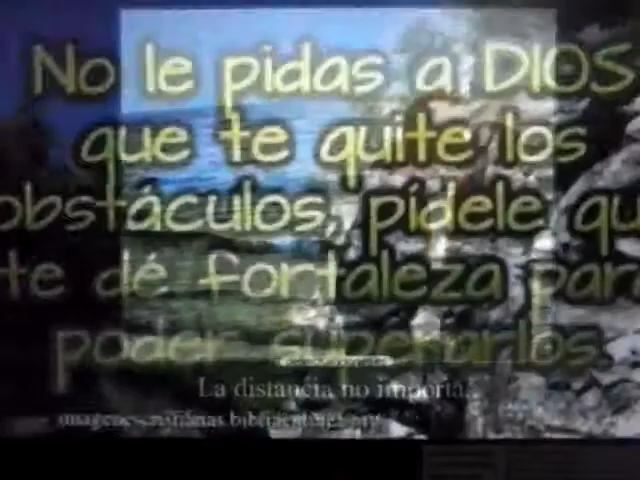 No le pidas a DIOS
que te quite los
obstáculos, pídele qu
te dé fortaleza par
poder superarlos
La distancia no importa...